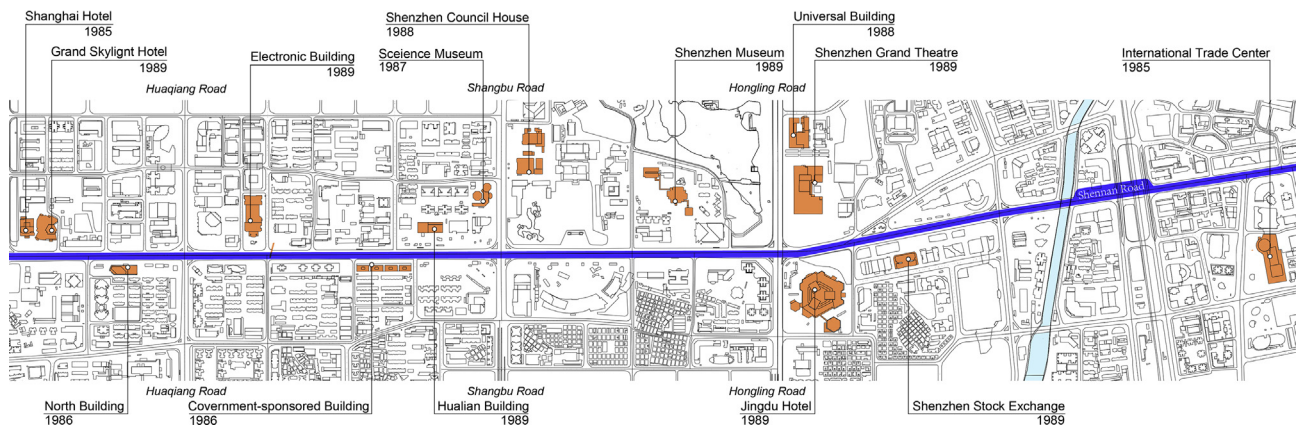 Shanghai Hotel
1985
Grand Skylignt Hotel
1989
Huaqiang Road
Electronic Building
1989
Shenzhen Council House
1988
Sceience Museum
1987
Shangbu Road
Shenzhen Museum
1989
Hongling Road
Universal Building
1988
Shenzhen Grand Theatre
1989
International Trade Center
1985
Shennan Road
Huaqiang Road
Shangbu Road
Hongling Road
North Building
1986
Covernment-sponsored Building
1986
Hualian Building
1989
Jingdu Hotel
1989
Shenzhen Stock Exchange
1989